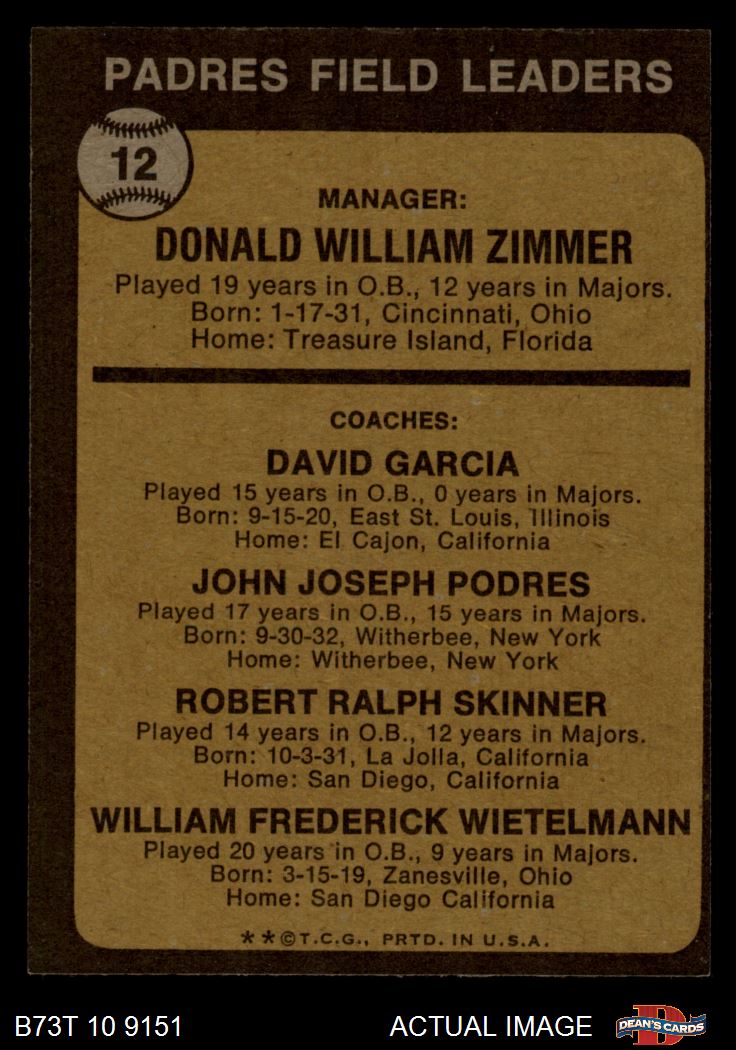 PADRES FIELD LEADERS
12
MANAGER:
DONALD WILLIAM ZIMMER
Played 19 years in O.B., 12 years in Majors.
Born: 1-17-31, Cincinnati, Ohio
Home: Treasure Island, Florida
COACHES:
DAVID GARCIA
Played 15 years in O.B., 0 years in Majors.
Born: 9-15-20, East St. Louis, Illinois
Home: El Cajon, California
JOHN JOSEPH PODRES
Played 17 years in O.B., 15 years in Majors.
Born: 9-30-32, Witherbee, New York
Home: Witherbee, New York
ROBERT RALPH SKINNER
Played 14 years in O.B., 12 years in Majors.
Born: 10-3-31, La Jolla, California
Home: San Diego, California
WILLIAM FREDERICK WIETELMANN
Played 20 years in O.B., 9 years in Majors.
Born: 3-15-19, Zanesville, Ohio
Home: San Diego California
**©T.C.G., PRTD. IN U.S.A.
B73T 10 9151 ACTUAL IMAGE D DEAN'S CARDS